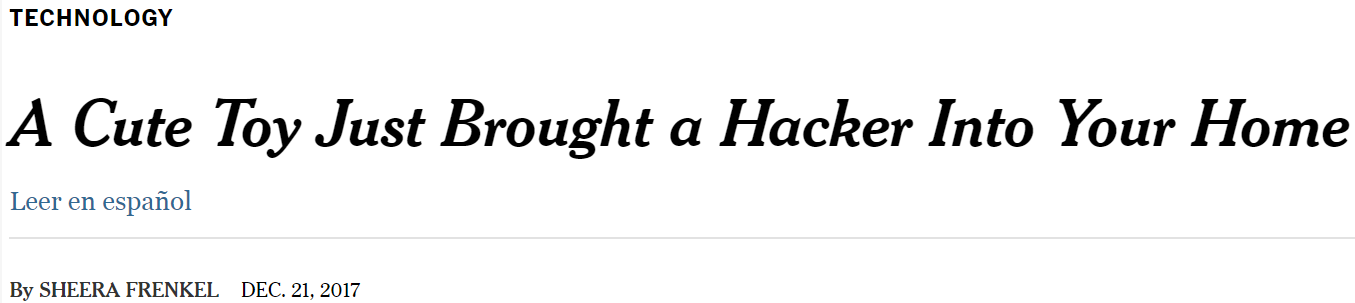 TECHNOLOGY
A Cute Toy Just Brought a Hacker Into Your Home
Leer en español
By SHEERA FRENKEL DEC. 21, 2017